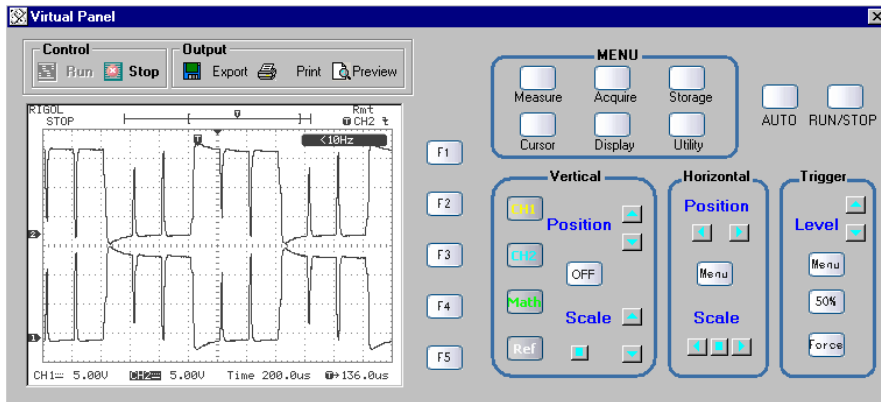 Virtual Panel
Control
Run Stop
Output
Export Print Preview
RIGOL
STOP
Rmt
CH2
T
<10Hz
2
1
CH1 5.00V CH2 5.00V Time 200.0us T→136.0us
F1
F2
F3
F4
F5
MENU
Measure Acquire Storage
Cursor Display Utility
AUTO RUN/STOP
Vertical
CH1
CH2
Math
Ref
Position
OFF
Scale
Horizontal
Position
Menu
Scale
Trigger
Level
Menu
50%
Force